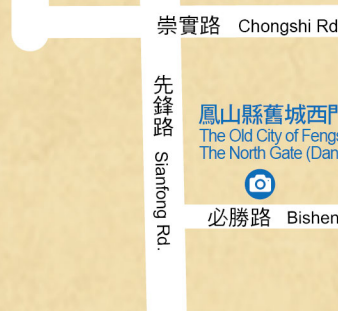 崇實路 Chongshi Rd
先鋒路 Sianfong Rd.
鳳山縣舊城西門
The Old City of Fengs
The North Gate (Dan
必勝路 Bishen